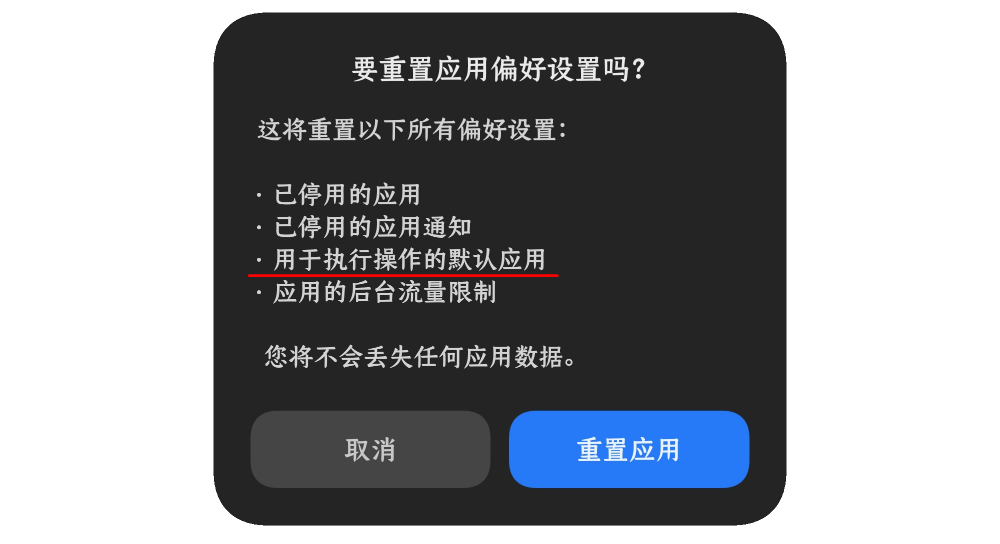 要重置应用偏好设置吗？
这将重置以下所有偏好设置：
· 已停用的应用
· 已停用的应用通知
· 用于执行操作的默认应用
· 应用的后台流量限制
您将不会丢失任何应用数据。
取消
重置应用